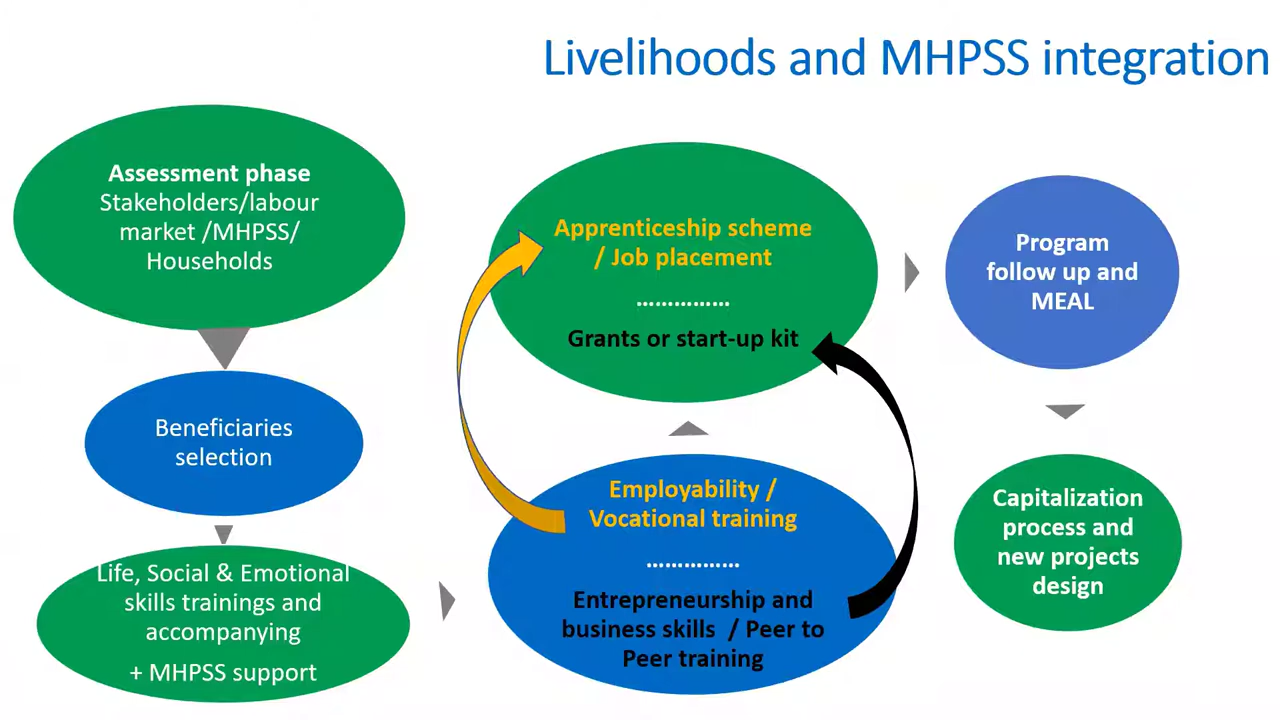 Livelihoods and MHPSS integration
Assessment phase
Stakeholders/labour
market /MHPSS/
Households
Beneficiaries
selection
Life, Social & Emotional
skills trainings and
accompanying
+ MHPSS support
Apprenticeship scheme
/ Job placement
……………
Grants or start-up kit
Employability /
Vocational training
……………
Entrepreneurship and
business skills  / Peer to
Peer training
Program
follow up and
MEAL
Capitalization
process and
new projects
design